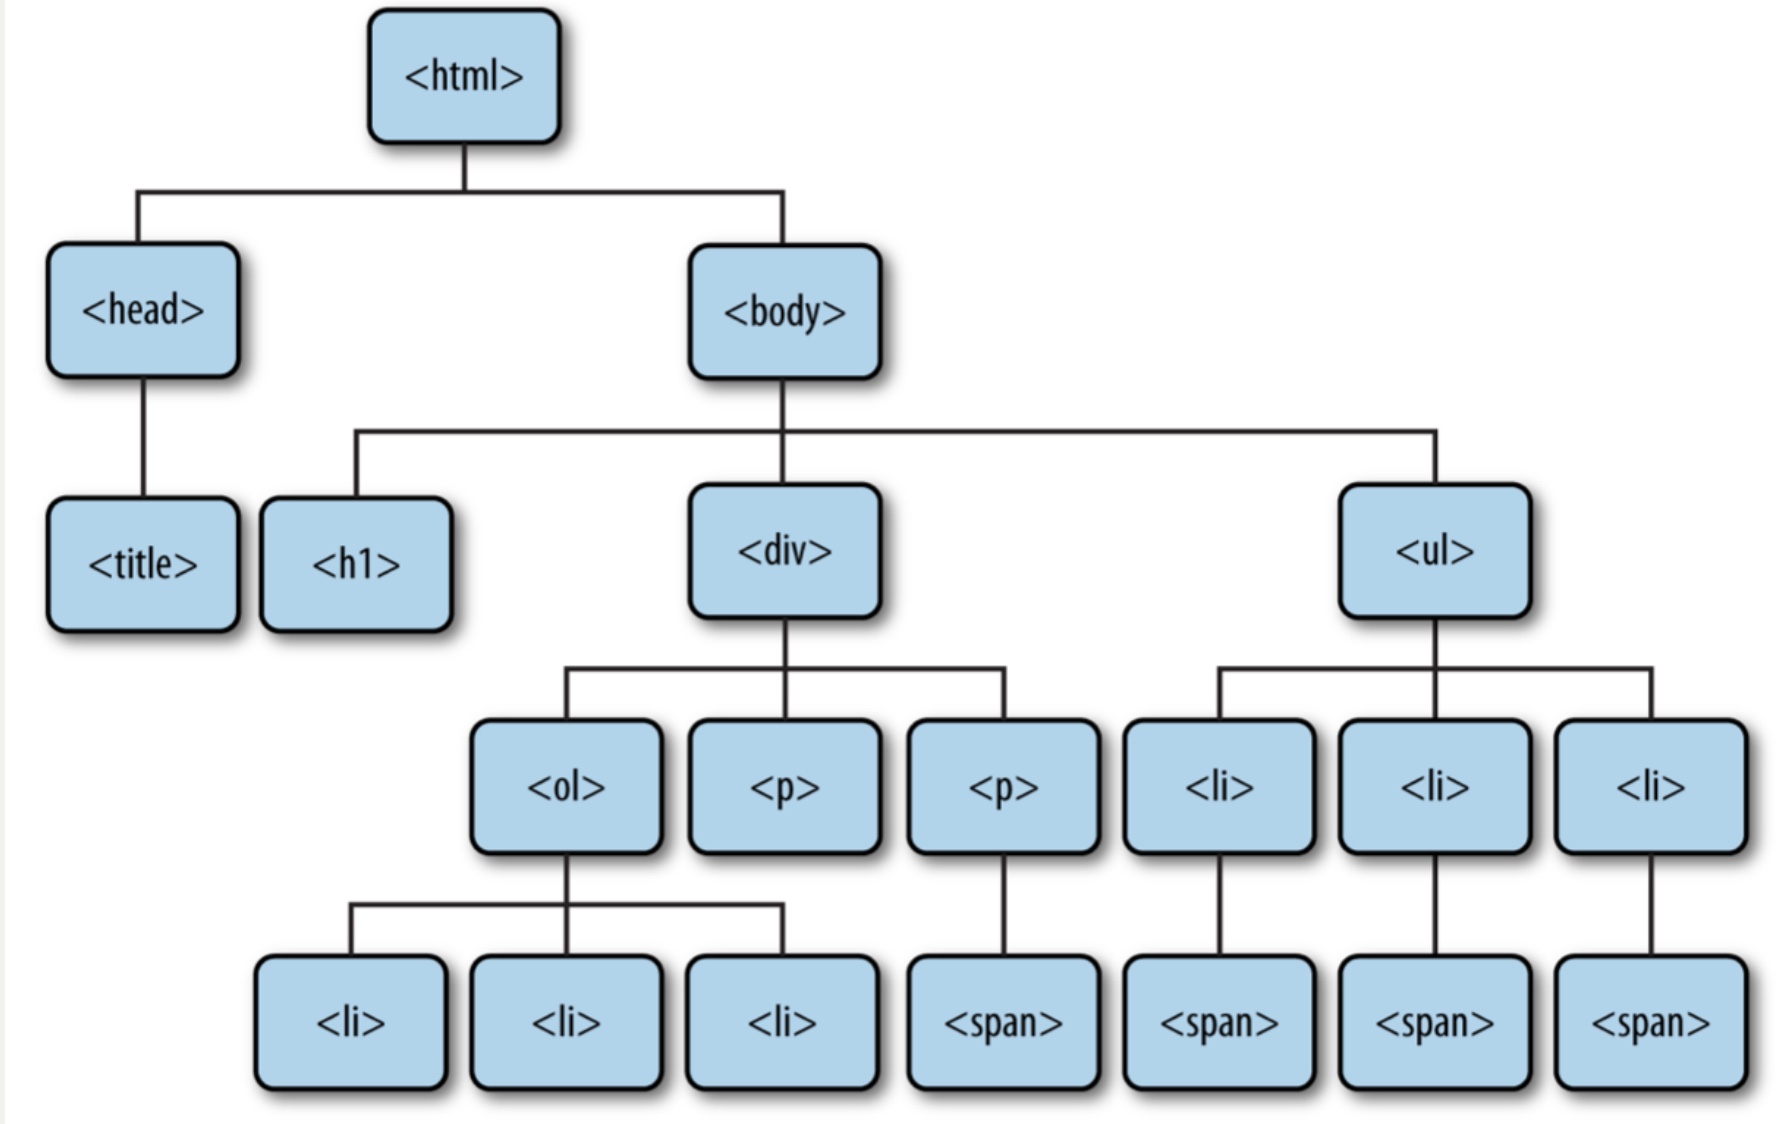 <html>
<head>
<body>
<title>
<h1>
<div>
<ul>
<ol>
<p>
<p>
<li>
<li>
<li>
<li>
<li>
<li>
<span>
<span>
<span>
<span>